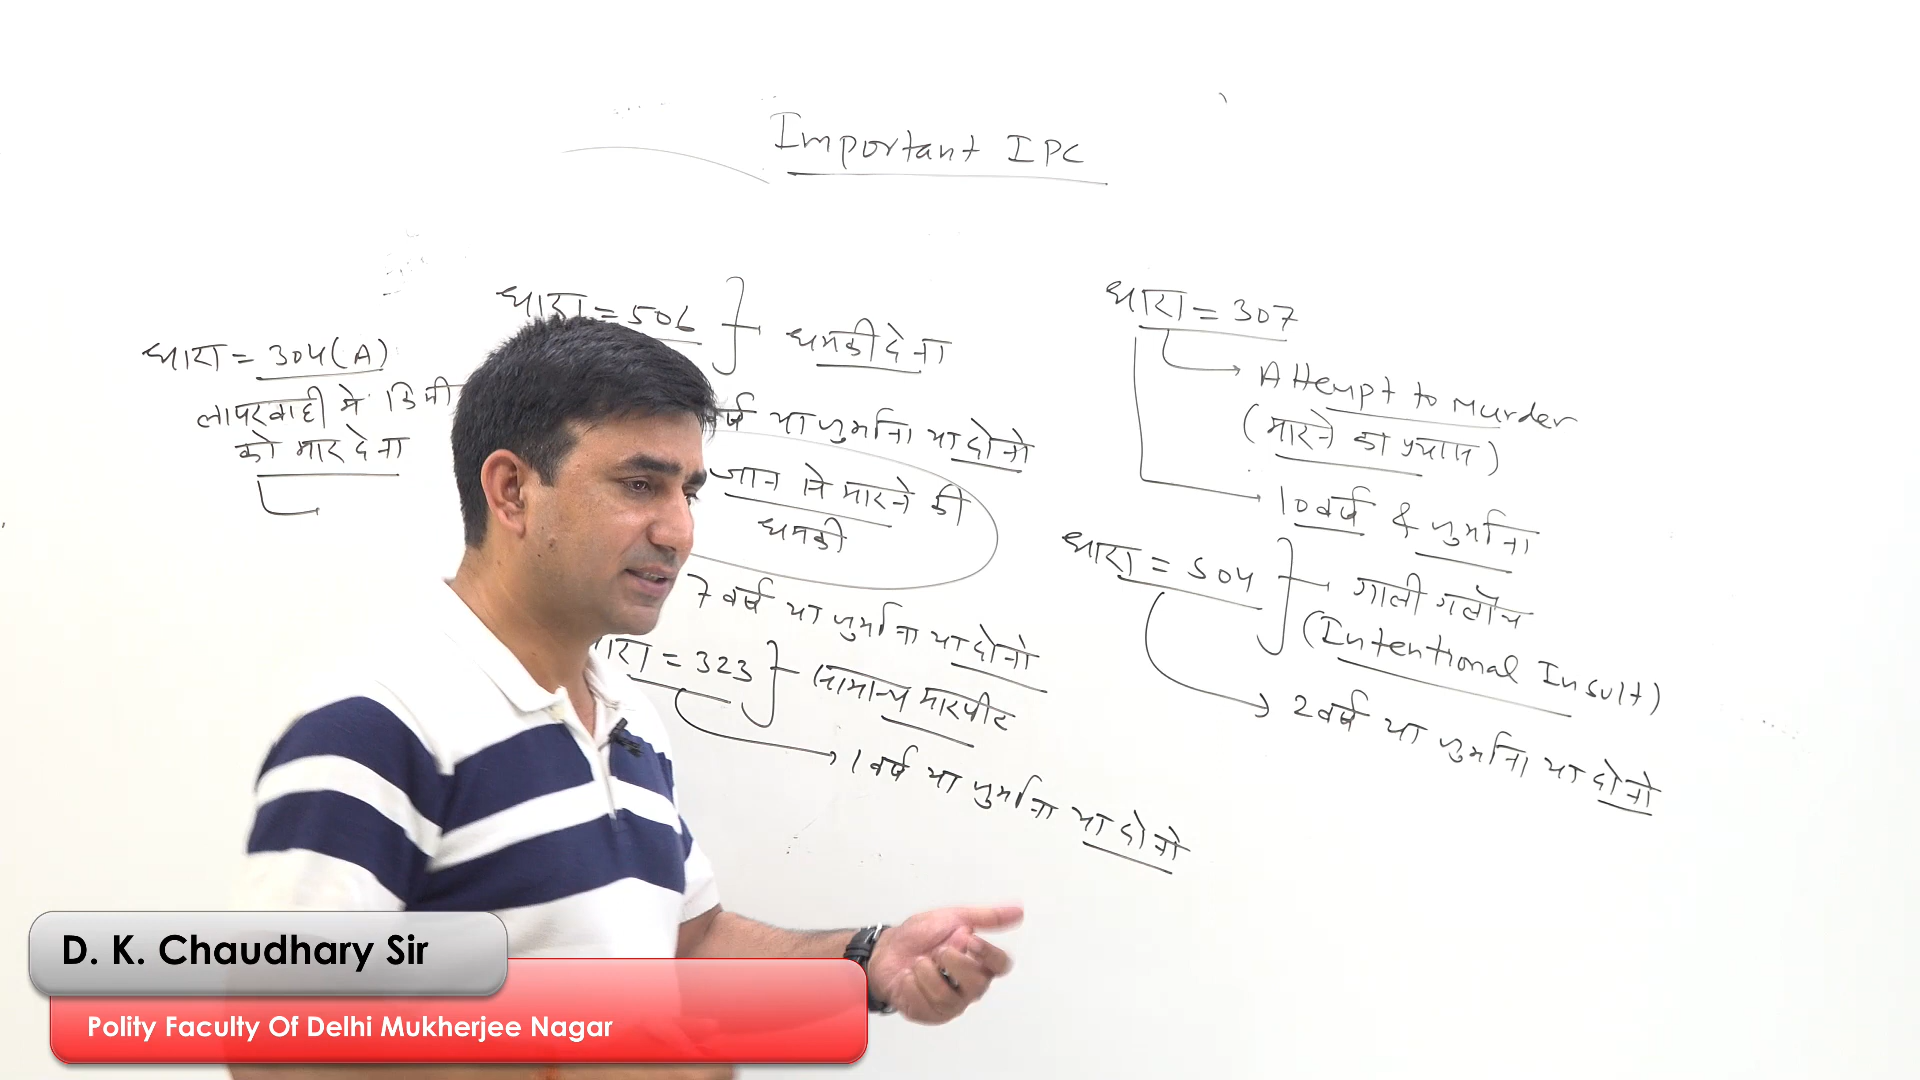 Important IPC
धारा = 304(A)
लापरवाही से किसी
को मार देना
धारा = 506
धमकी देना
वर्ष या जुर्माना या दोनो
जान से मारने की
धमकी
7 वर्ष या जुर्माना या दोनो
धारा = 323
सामान्य मारपीट
1 वर्ष या जुर्माना या दोनो
धारा = 307
Attempt to Murder
(मारने का प्रयास)
10 वर्ष & जुर्माना
धारा = 504
गाली गलौच
(Intentional Insult)
2 वर्ष या जुर्माना या दोनो
D. K. Chaudhary Sir
Polity Faculty Of Delhi Mukherjee Nagar